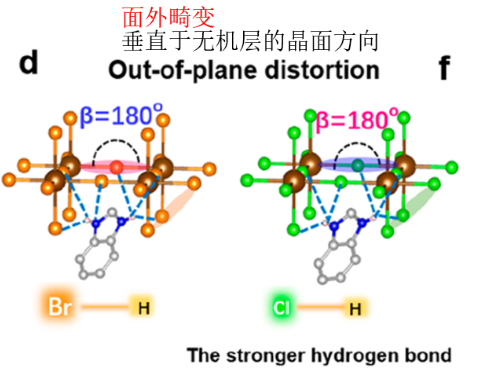 面外畸变
垂直于无机层的晶面方向
d
Out-of-plane distortion
f
β=180°
β=180°
Br
H
Cl
H
The stronger hydrogen bond